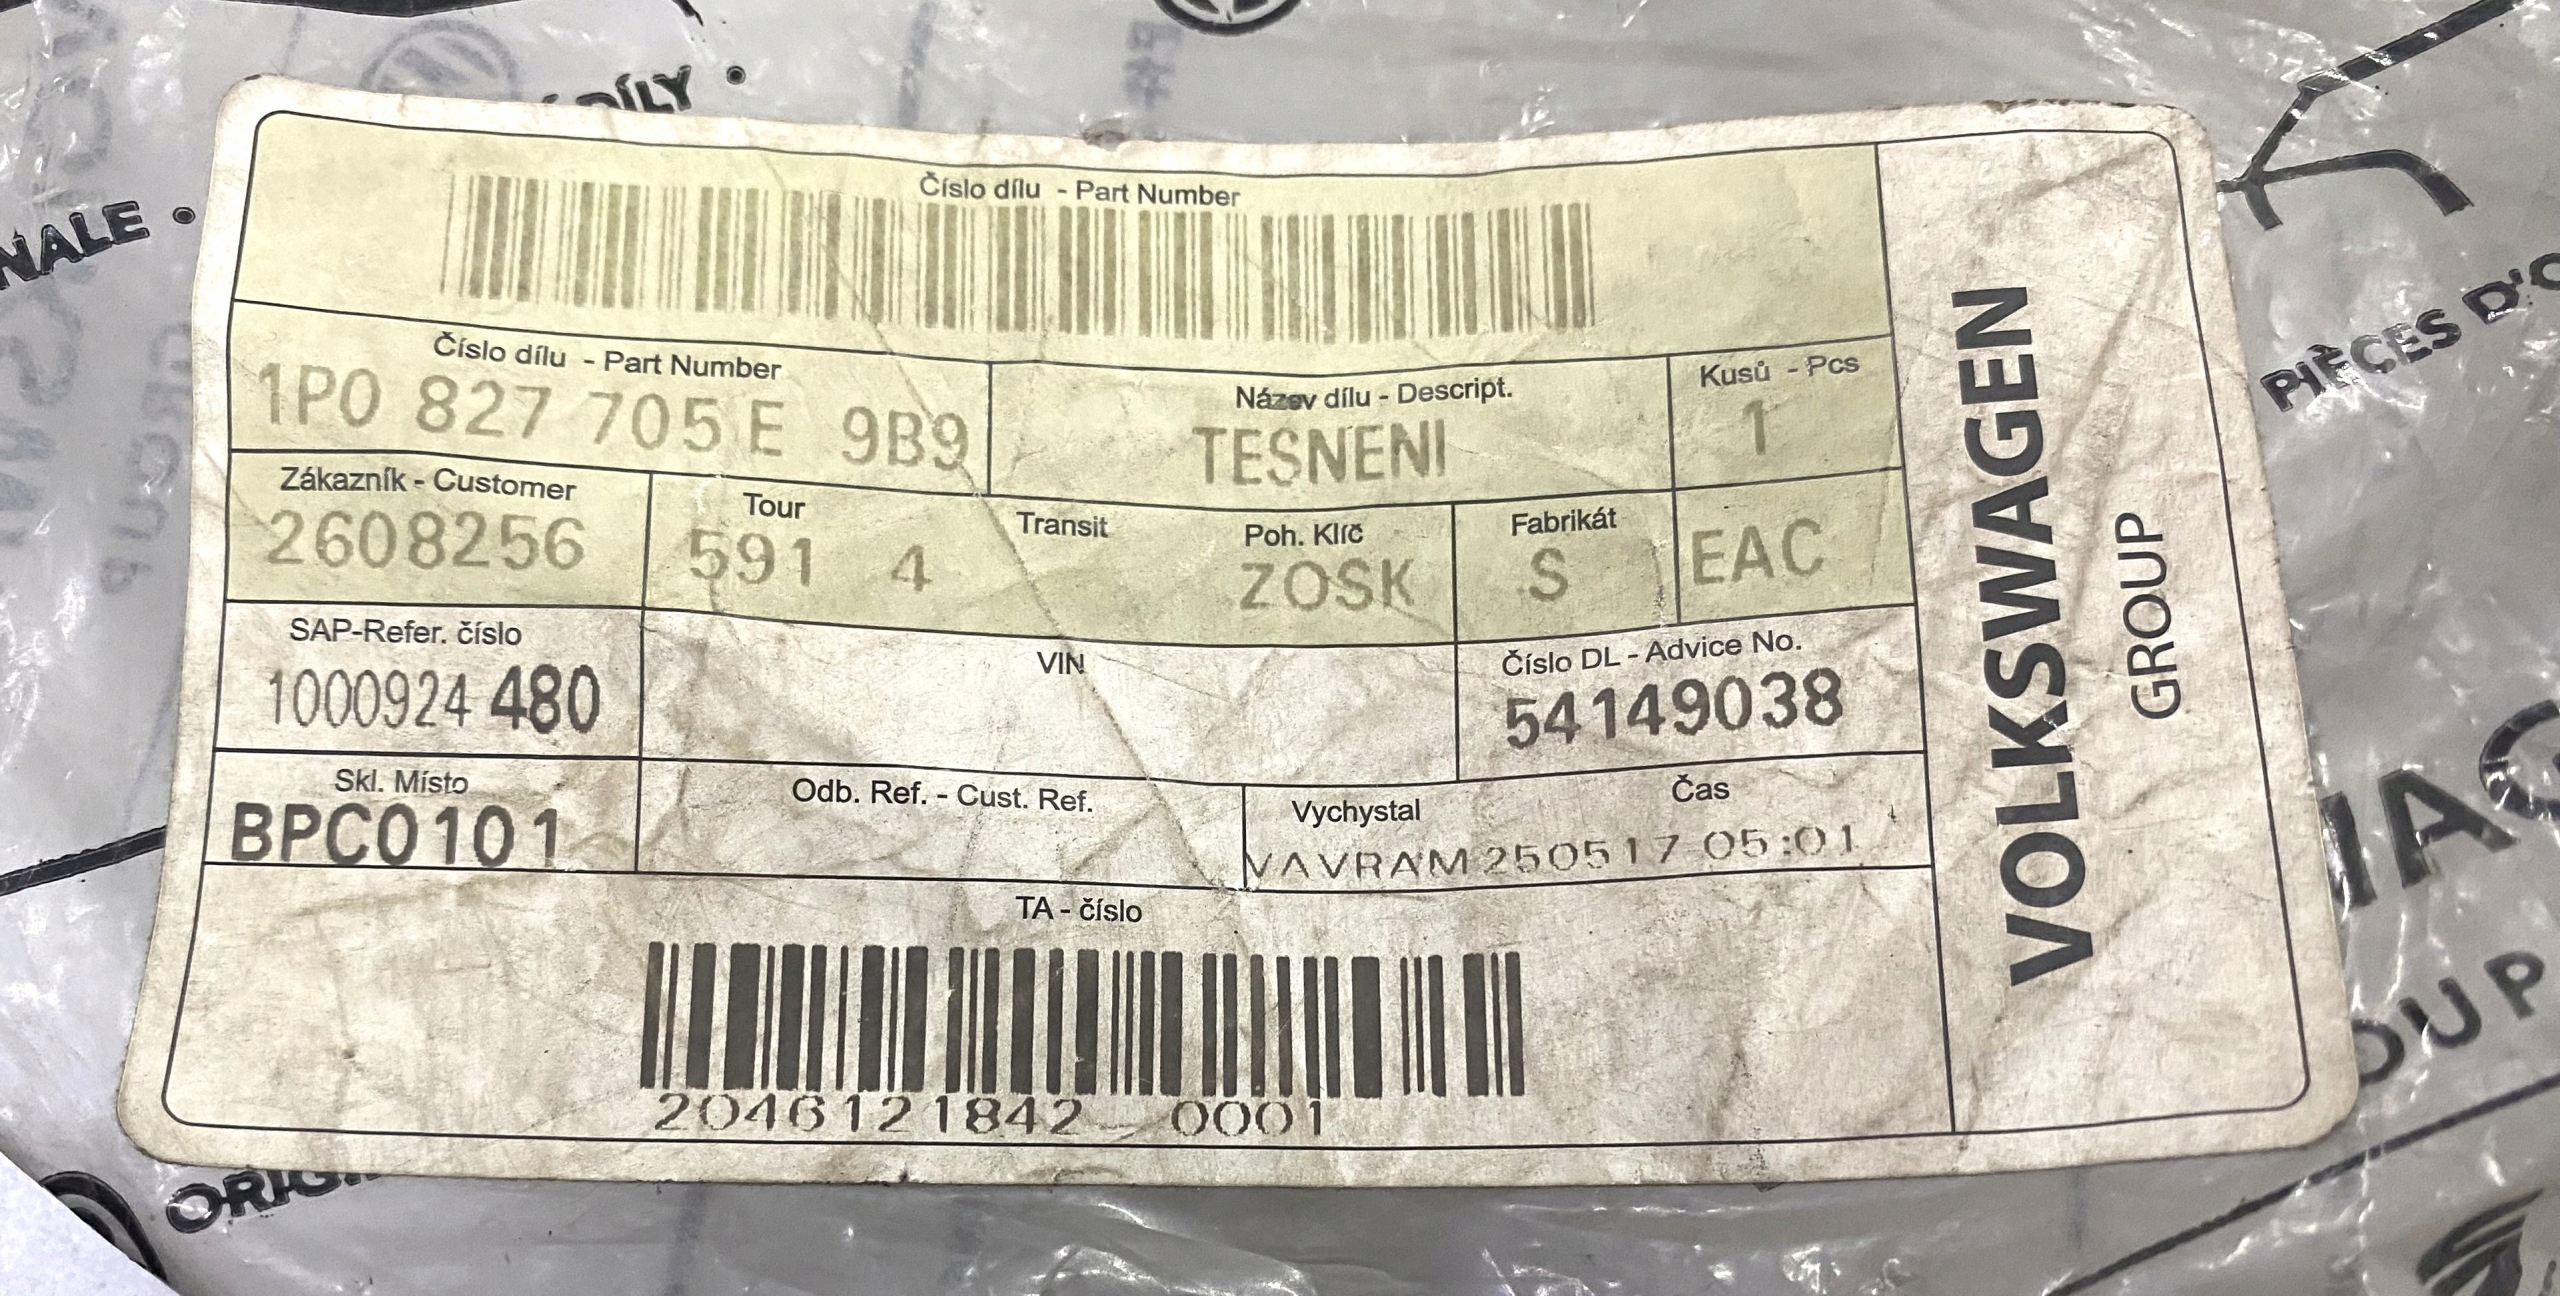 DÍLY •
NALE •
PIÈCES D'O
Číslo dílu - Part Number
Číslo dílu - Part Number
1P0 827 705 E 9B9
Název dílu - Descript.
TESNENI
Kusů - Pcs
1
Zákazník - Customer
2608256
Tour
591 4
Transit
Poh. Klíč
ZOSK
Fabrikát
S
EAC
SAP-Refer. číslo
1000924 480
VIN
Číslo DL - Advice No.
54149038
Skl. Místo
BPC0101
Odb. Ref. - Cust. Ref.
Vychystal
Čas
VAVRAM 250517 05:01
TA - číslo
2046121842 0001
VOLKSWAGEN
GROUP
ORIGI
OUP